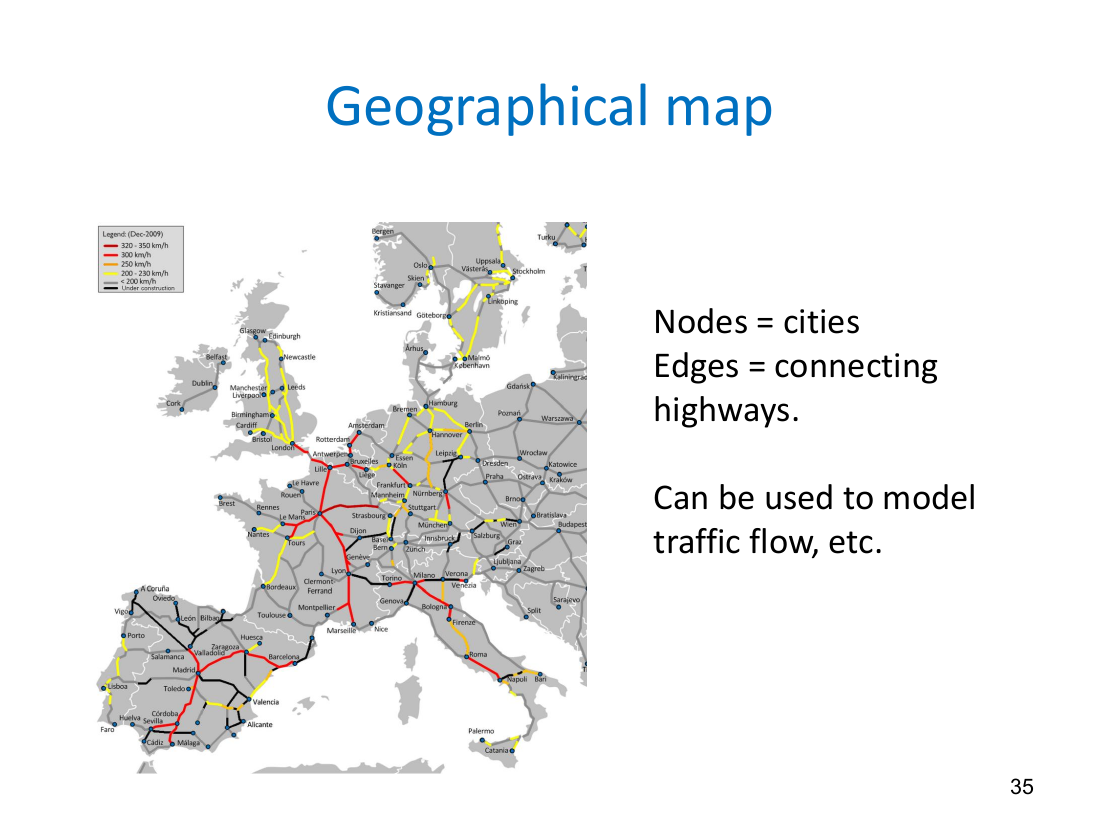 Geographical map
Legend: (Dec-2009)
320 - 350 km/h
300 km/h
250 km/h
200 - 230 km/h
< 200 km/h
Under construction
Bergen
Turku
Oslo
Uppsala
Västerås
Stockholm
Skien
Stavanger
Linköping
Kristiansand
Göteborg
Glasgow
Edinburgh
Århus
Belfast
Newcastle
Malmö
København
Dublin
Manchester
Leeds
Liverpool
Gdańsk
Kaliningrad
Cork
Birmingham
Hamburg
Bremen
Poznań
Warszawa
Cardiff
Bristol
Amsterdam
Berlin
Hannover
London
Rotterdam
Antwerpen
Essen
Leipzig
Wrocław
Lille
Bruxelles
Köln
Dresden
Katowice
Liege
Praha
Ostrava
Kraków
Le Havre
Frankfurt
Nürnberg
Rouen
Mannheim
Brno
Brest
Rennes
Le Mans
Paris
Strasbourg
Stuttgart
Bratislava
München
Wien
Budapest
Nantes
Tours
Dijon
Basel
Bern
Zürich
Innsbruck
Salzburg
Graz
Genève
Ljubljana
Zagreb
Lyon
Torino
Milano
Verona
Venezia
Bordeaux
Clermont-
Ferrand
A Coruña
Oviedo
Genova
Bologna
Sarajevo
Split
Vigo
León
Bilbao
Toulouse
Montpellier
Firenze
Marseille
Nice
Porto
Huesca
Zaragoza
Salamanca
Valladolid
Barcelona
Roma
Madrid
Napoli
Bari
Lisboa
Toledo
Valencia
Córdoba
Huelva
Sevilla
Alicante
Faro
Cádiz
Málaga
Palermo
Catania
Nodes = cities
Edges = connecting
highways.
Can be used to model
traffic flow, etc.
35